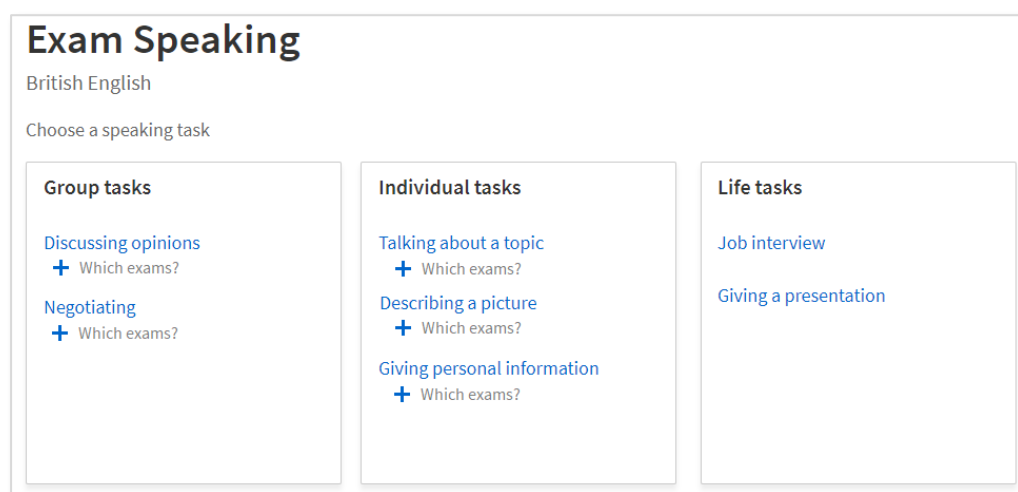 Exam Speaking
British English
Choose a speaking task
Group tasks
Discussing opinions
+ Which exams?
Negotiating
+ Which exams?
Individual tasks
Talking about a topic
+ Which exams?
Describing a picture
+ Which exams?
Giving personal information
+ Which exams?
Life tasks
Job interview
Giving a presentation